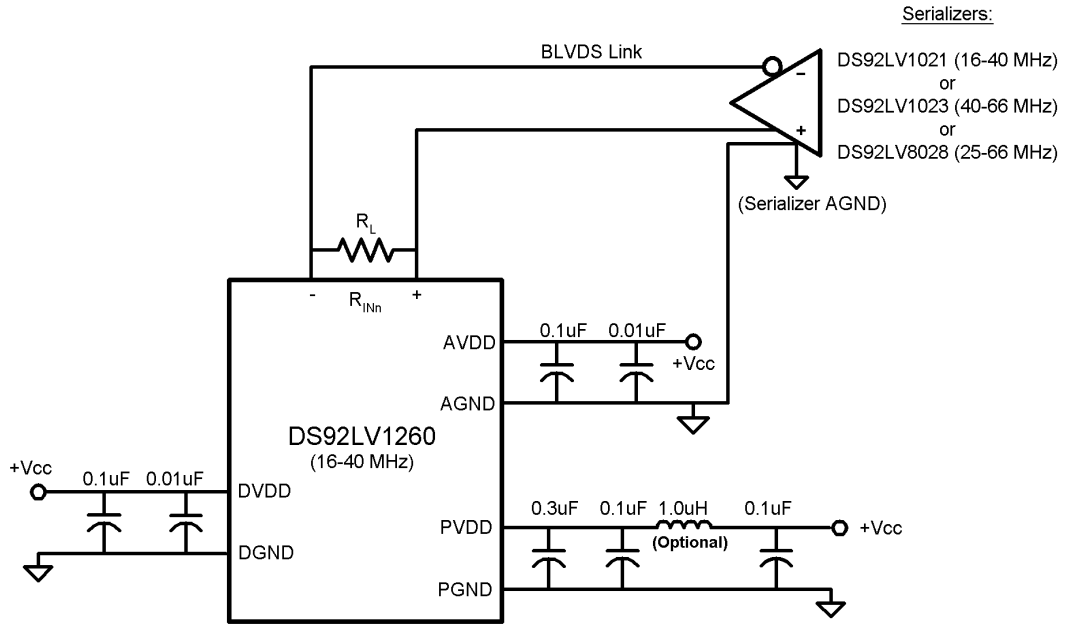 Serializers:
BLVDS Link
DS92LV1021 (16-40 MHz)
or
DS92LV1023 (40-66 MHz)
or
DS92LV8028 (25-66 MHz)
-
+
(Serializer AGND)
RL
- RINn +
AVDD
0.1uF 0.01uF
+Vcc
AGND
DS92LV1260
(16-40 MHz)
+Vcc
0.1uF 0.01uF
DVDD
DGND
PVDD
0.3uF 0.1uF 1.0uH 0.1uF
(Optional)
+Vcc
PGND